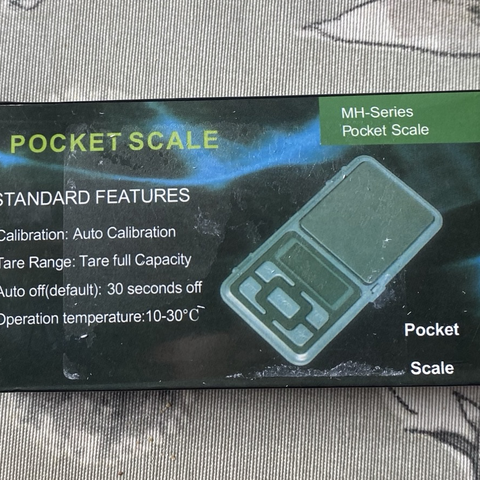 MH-Series
Pocket Scale
POCKET SCALE
STANDARD FEATURES
Calibration: Auto Calibration
Tare Range: Tare full Capacity
Auto off(default): 30 seconds off
Operation temperature:10-30°C
Pocket
Scale